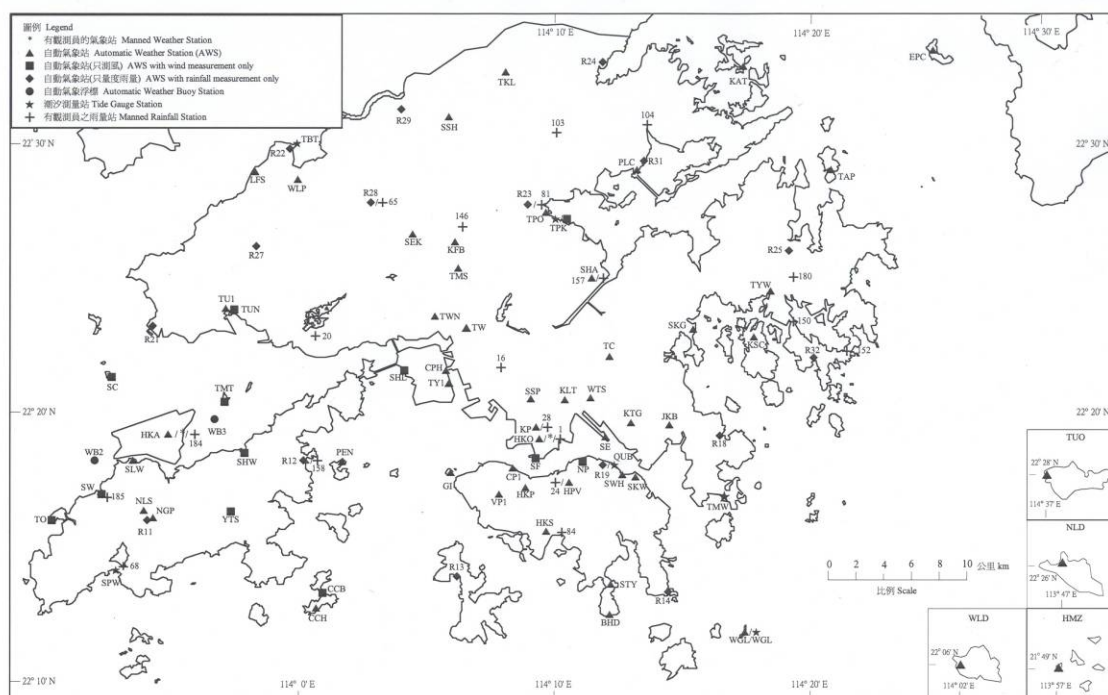 圖例 Legend
* 有觀測員的氣象站 Manned Weather Station
▲ 自動氣象站 Automatic Weather Station (AWS)
■ 自動氣象站(只測風) AWS with wind measurement only
◆ 自動氣象站(只量度雨量) AWS with rainfall measurement only
● 自動氣象浮標 Automatic Weather Buoy Station
★ 潮汐測量站 Tide Gauge Station
+ 有觀測員之雨量站 Manned Rainfall Station
114° 10' E
114° 20' E
114° 30' E
EPC
R24
KAT
TKL
R29
SSH
103
104
22° 30' N
TBT
R22
22° 30' N
PLC
R31
LFS
WLP
TAP
R28
/
65
R23
/
81
TPO
TPK
146
SEK
KFB
R27
TMS
R25
SHA
157
/
180
TYW
TU1
TUN
20
R21
TWN
TW
SKG
150
KSC
TC
R32
152
16
CPH
SHL
TY1
SC
TMT
SSP
KLT
WTS
22° 20' N
22° 20' N
WB3
KP
/
28
KTG
JKB
HKA
/ * /
184
HKO
/ * /
1
R18
SE
WB2
SLW
SHW
R12
/
158
PEN
SF
NP
QUB
R19
GI
CP1
SWH
SKW
SW
185
24
/
HPV
HKP
VP1
TMW
NLS
NGP
TO
R11
YTS
HKS
84
68
SPW
R13
CCB
STY
R14
CCH
BHD
WGL/WGL
0
2
4
6
8
10
公里 km
比例 Scale
TUO
22° 28' N
114° 37' E
NLD
22° 26' N
113° 47' E
WLD
22° 06' N
114° 02' E
HMZ
21° 49' N
113° 57' E
22° 10' N
114° 0' E
114° 10' E
114° 20' E